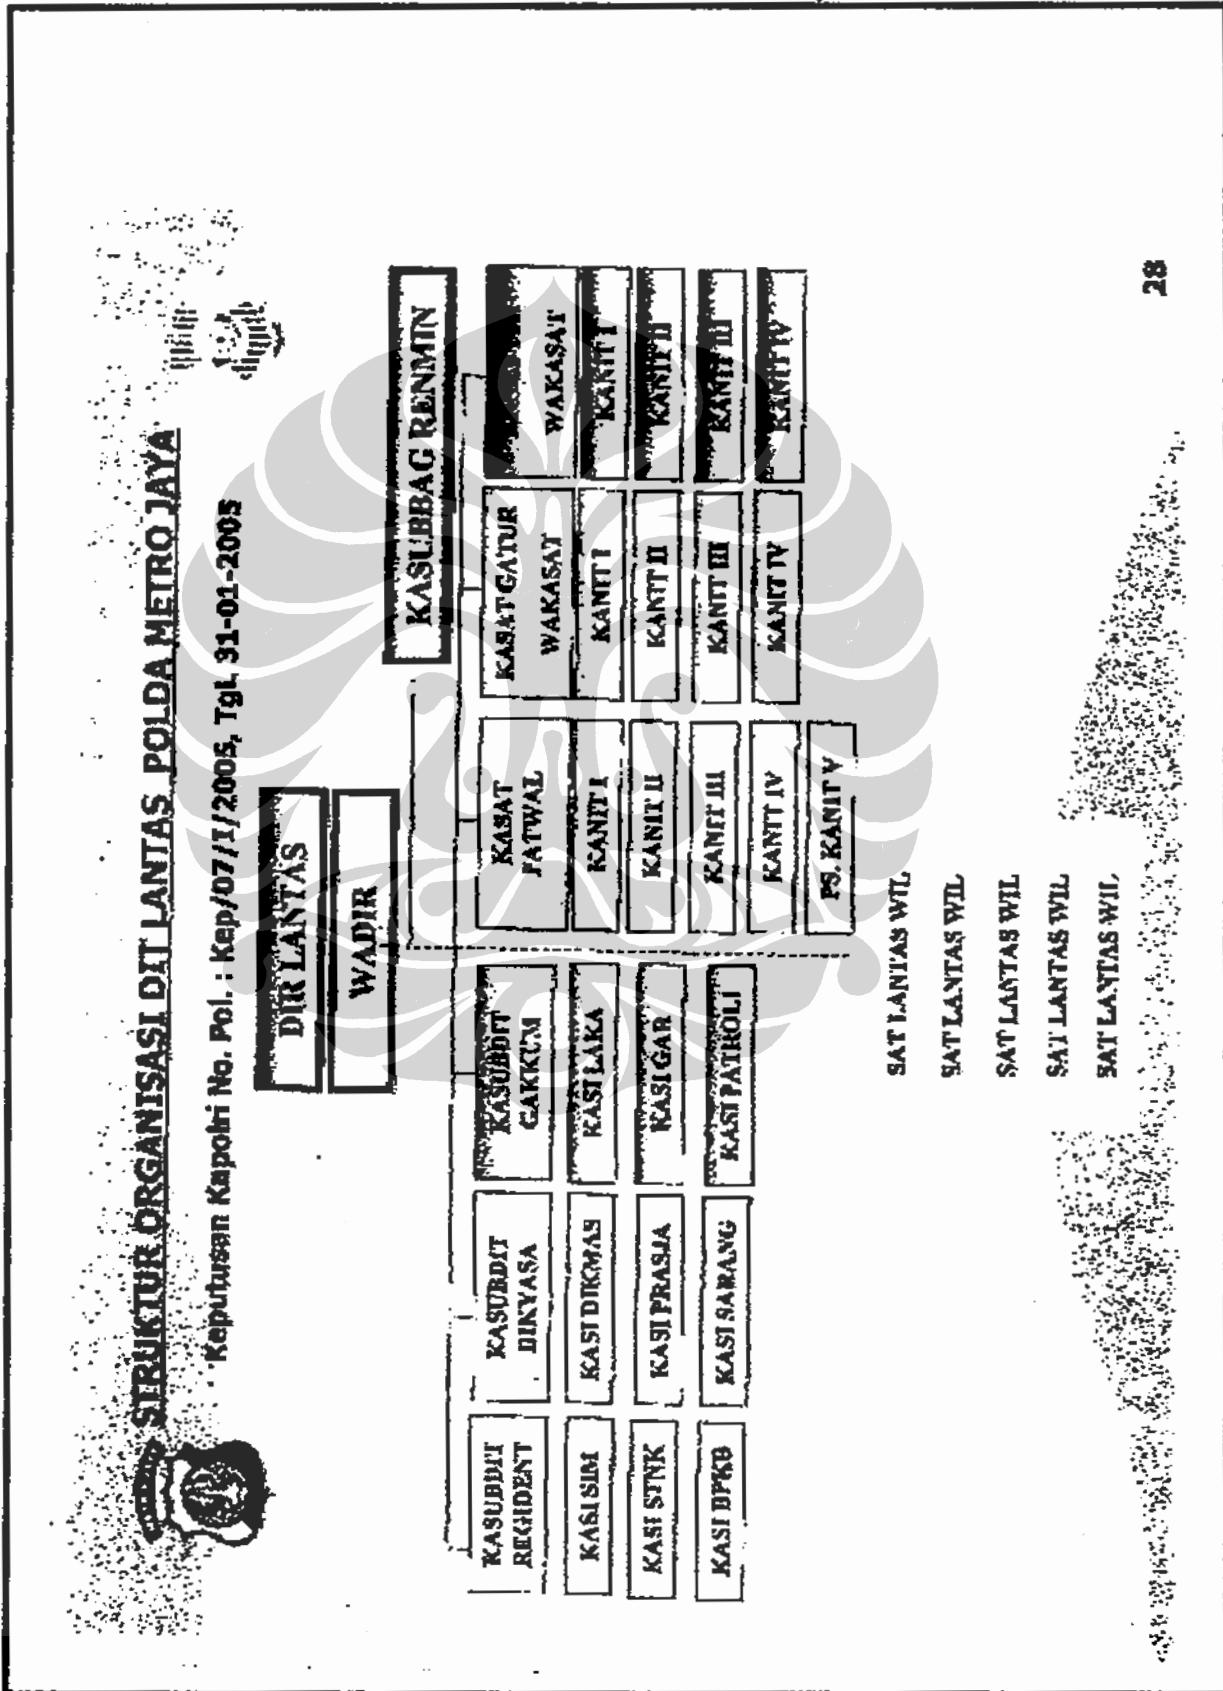 STRUKTUR ORGANISASI DIT LANTAS POLDA METRO JAYA
Keputusan Kapolri No. Pol. : Kep/07/I/2005, Tgl. 31-01-2005
DIR LANTAS
WADIR
KASUBBAG RENMIN
KASUBDIT
REGIDENT
KASI SIM
KASI STNK
KASI BPKB
KASUBDIT
DIKYASA
KASI DIKMAS
KASI PRASJA
KASI SARANG
KASUBDIT
GAKKUM
KASI LAKA
KASI GAR
KASI PATROLI
KASAT
PATWAL
KANIT I
KANIT II
KANIT III
KANIT IV
PS. KANIT V
KASAT GATUR
WAKASAT
KANIT I
KANIT II
KANIT III
KANIT IV
WAKASAT
KANIT I
KANIT II
KANIT III
KANIT IV
SAT LANTAS WIL
SAT LANTAS WIL
SAT LANTAS WIL
SAT LANTAS WIL
SAT LANTAS WIL
28